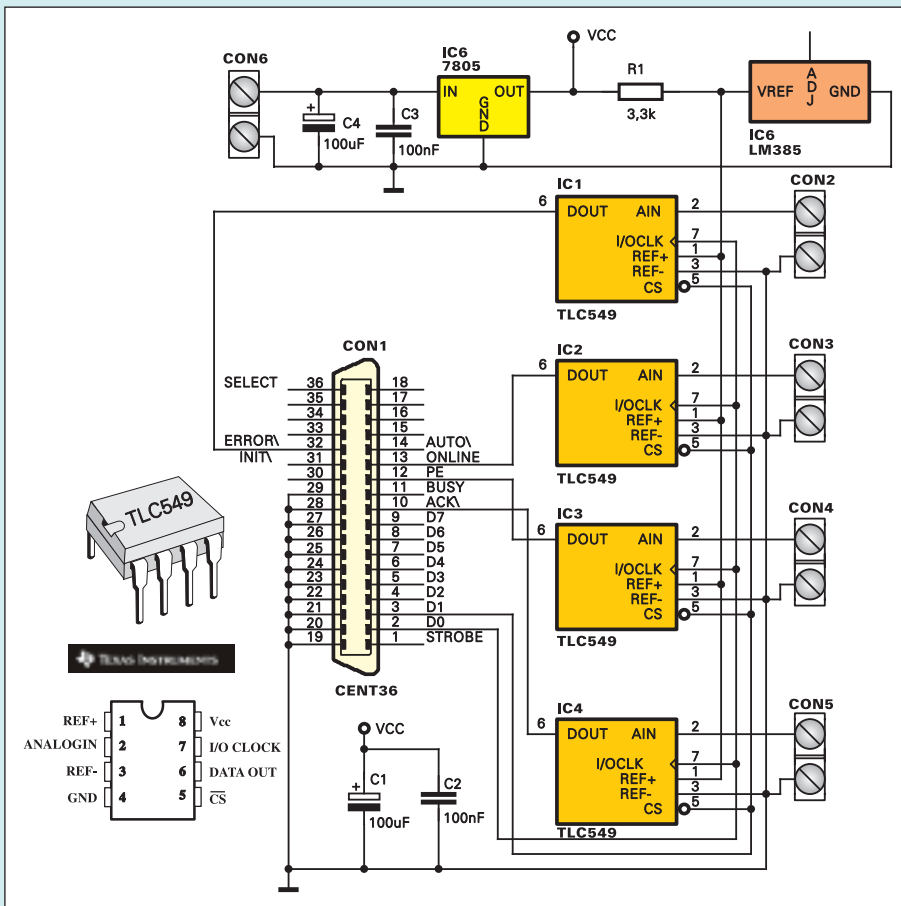 CON6
+
C4
100uF
C3
100nF
IC6
7805
IN
OUT
GND
VCC
R1
3,3k
VREF
ADJ
GND
IC6
LM385
IC1
6
DOUT
AIN
I/OCLK
REF+
REF-
CS
2
7
1
3
5
TLC549
CON2
IC2
6
DOUT
AIN
I/OCLK
REF+
REF-
CS
2
7
1
3
5
TLC549
CON3
IC3
6
DOUT
AIN
I/OCLK
REF+
REF-
CS
2
7
1
3
5
TLC549
CON4
IC4
6
DOUT
AIN
I/OCLK
REF+
REF-
CS
2
7
1
3
5
TLC549
CON5
CON1
SELECT 36 18
35 17
34 16
33 15
ERROR\ 32 14 AUTO\
INIT\ 31 13 ONLINE
30 12 PE
29 11 BUSY
28 10 ACK\
27 9 D7
26 8 D6
25 7 D5
24 6 D4
23 5 D3
22 4 D2
21 3 D1
20 2 D0
19 1 STROBE
CENT36
TLC549
TEXAS INSTRUMENTS
REF+ 1 8 Vcc
ANALOGIN 2 7 I/O CLOCK
REF- 3 6 DATA OUT
GND 4 5 CS
VCC
+
C1
100uF
C2
100nF